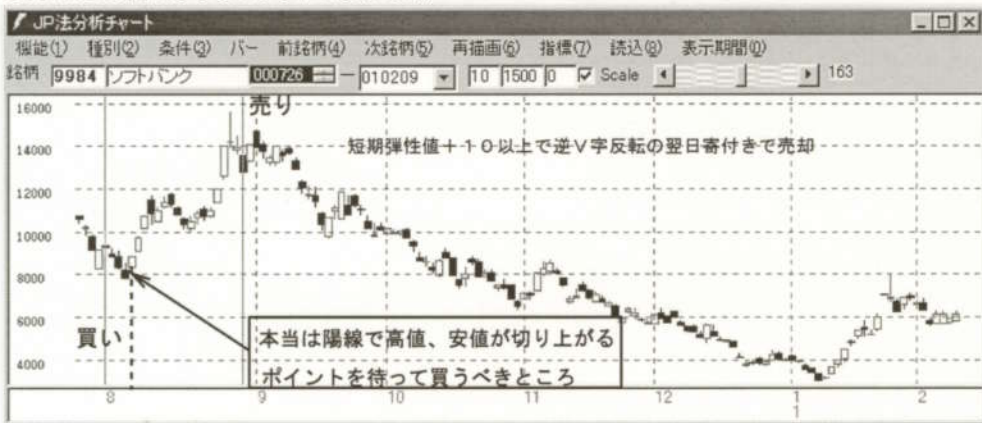 JP法分析チャート
機能(1) 種別(2) 条件(3) バー 前銘柄(4) 次銘柄(5) 再描画(6) 指標(7) 読込(8) 表示期間(0)
銘柄 9984 ソフトバンク 000726 ー 010209 10 1500 0 Scale 163
16000
売り
14000
短期弾性値+10以上で逆V字反転の翌日寄付きで売却
12000
10000
8000
6000
買い
本当は陽線で高値、安値が切り上がる
4000
ポイントを待って買うべきところ
8 9 10 11 12 1 2
1